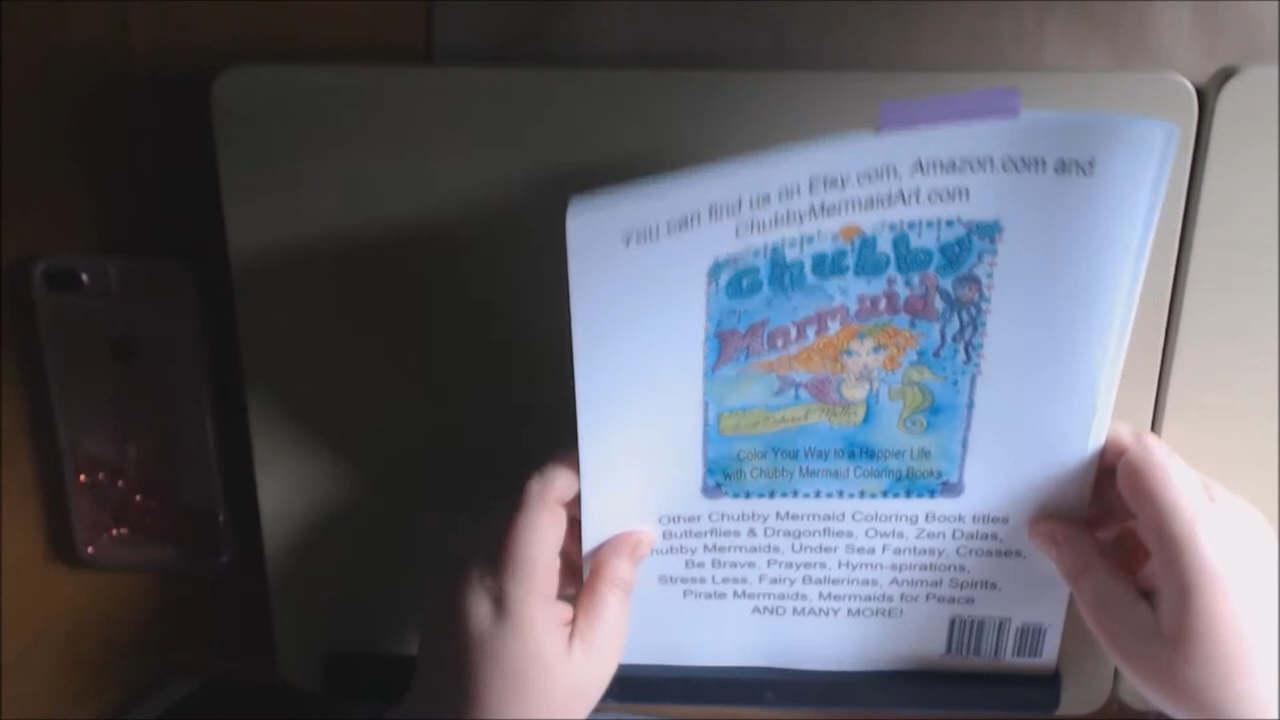 You can find us on Etsy.com, Amazon.com and
ChubbyMermaidArt.com
Chubby
Mermaid
Color Your Way to a Happier Life
with Chubby Mermaid Coloring Books
Other Chubby Mermaid Coloring Book titles
Butterflies & Dragonflies, Owls, Zen Dalas,
hubby Mermaids, Under Sea Fantasy, Crosses,
Be Brave, Prayers, Hymn-spirations,
Stress Less, Fairy Ballerinas, Animal Spirits,
Pirate Mermaids, Mermaids for Peace
AND MANY MORE!